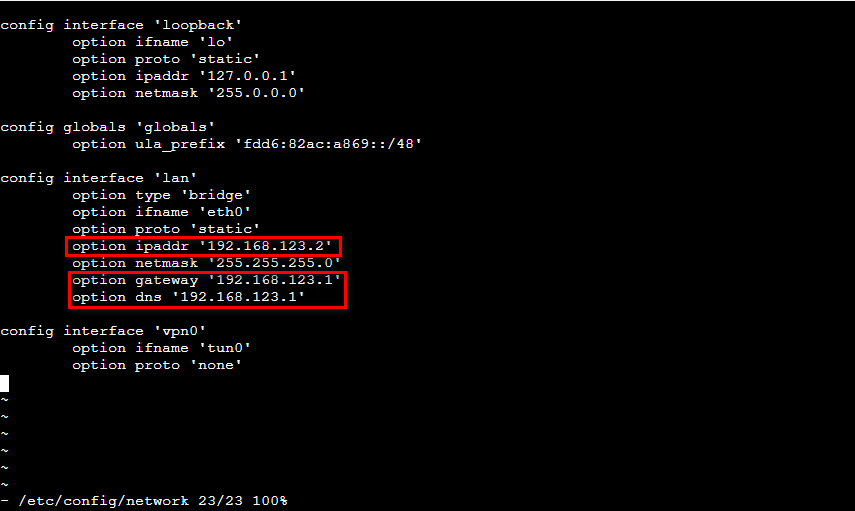 config interface 'loopback'
option ifname 'lo'
option proto 'static'
option ipaddr '127.0.0.1'
option netmask '255.0.0.0'
config globals 'globals'
option ula_prefix 'fdd6:82ac:a869::/48'
config interface 'lan'
option type 'bridge'
option ifname 'eth0'
option proto 'static'
option ipaddr '192.168.123.2'
option netmask '255.255.255.0'
option gateway '192.168.123.1'
option dns '192.168.123.1'
config interface 'vpn0'
option ifname 'tun0'
option proto 'none'
~
~
~
~
~
~
- /etc/config/network 23/23 100%